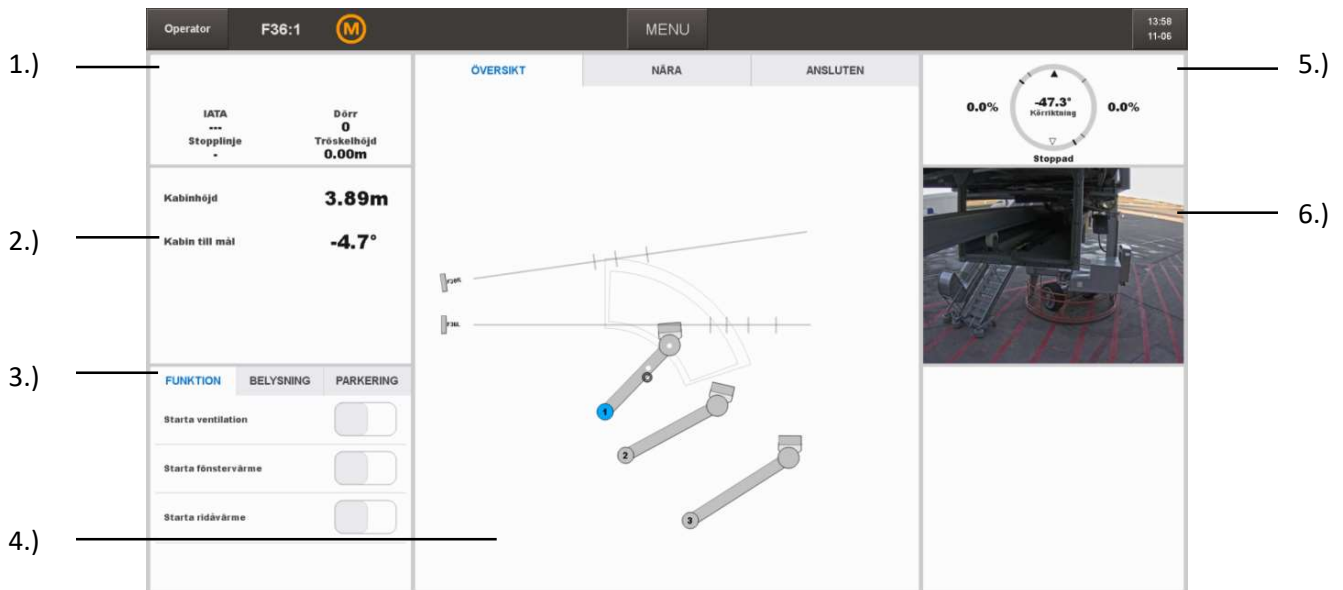 Operator F36:1 M MENU 13:58
11-06
1.)
IATA Dörr
--- 0
Stopplinje Tröskelhöjd
- 0.00m
2.)
Kabinhöjd 3.89m
Kabin till mål -4.7°
3.)
FUNKTION BELYSNING PARKERING
Starta ventilation
Starta fönstervärme
Starta ridåvärme
4.)
ÖVERSIKT NÄRA ANSLUTEN
1
2
3
5.)
0.0% -47.3° 0.0%
Körriktning
Stoppad
6.)